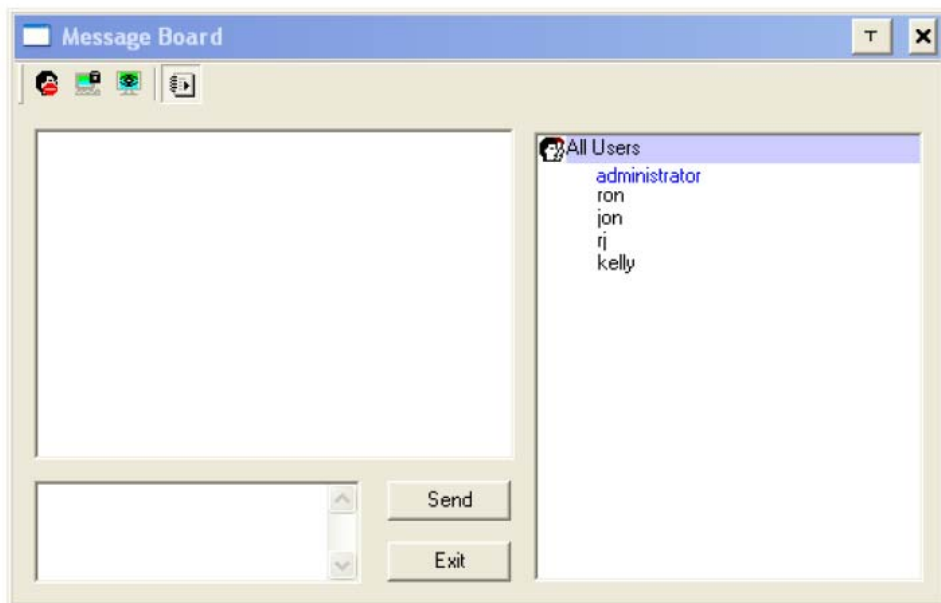 Message Board
T
All Users
administrator
ron
jon
rj
kelly
Send
Exit